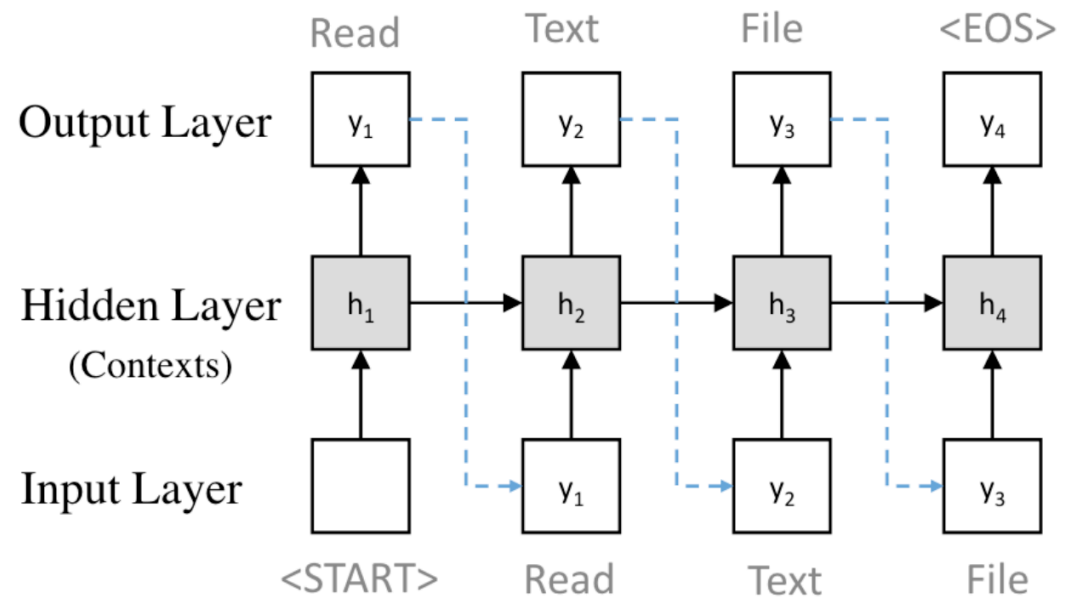 Read Text File <EOS>
Output Layer y₁ y₂ y₃ y₄
Hidden Layer h₁ h₂ h₃ h₄
(Contexts)
Input Layer y₁ y₂ y₃
<START> Read Text File